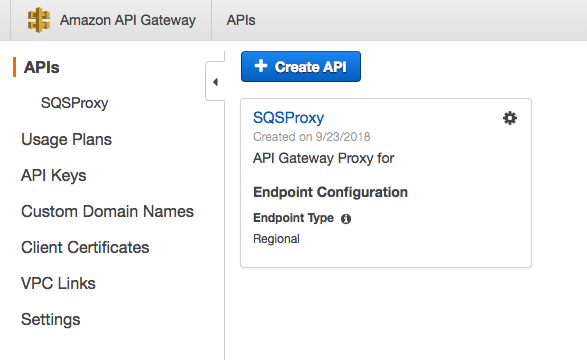 Amazon API Gateway
APIs
APIs
SQSProxy
Usage Plans
API Keys
Custom Domain Names
Client Certificates
VPC Links
Settings
+ Create API
SQSProxy
Created on 9/23/2018
API Gateway Proxy for
Endpoint Configuration
Endpoint Type
Regional